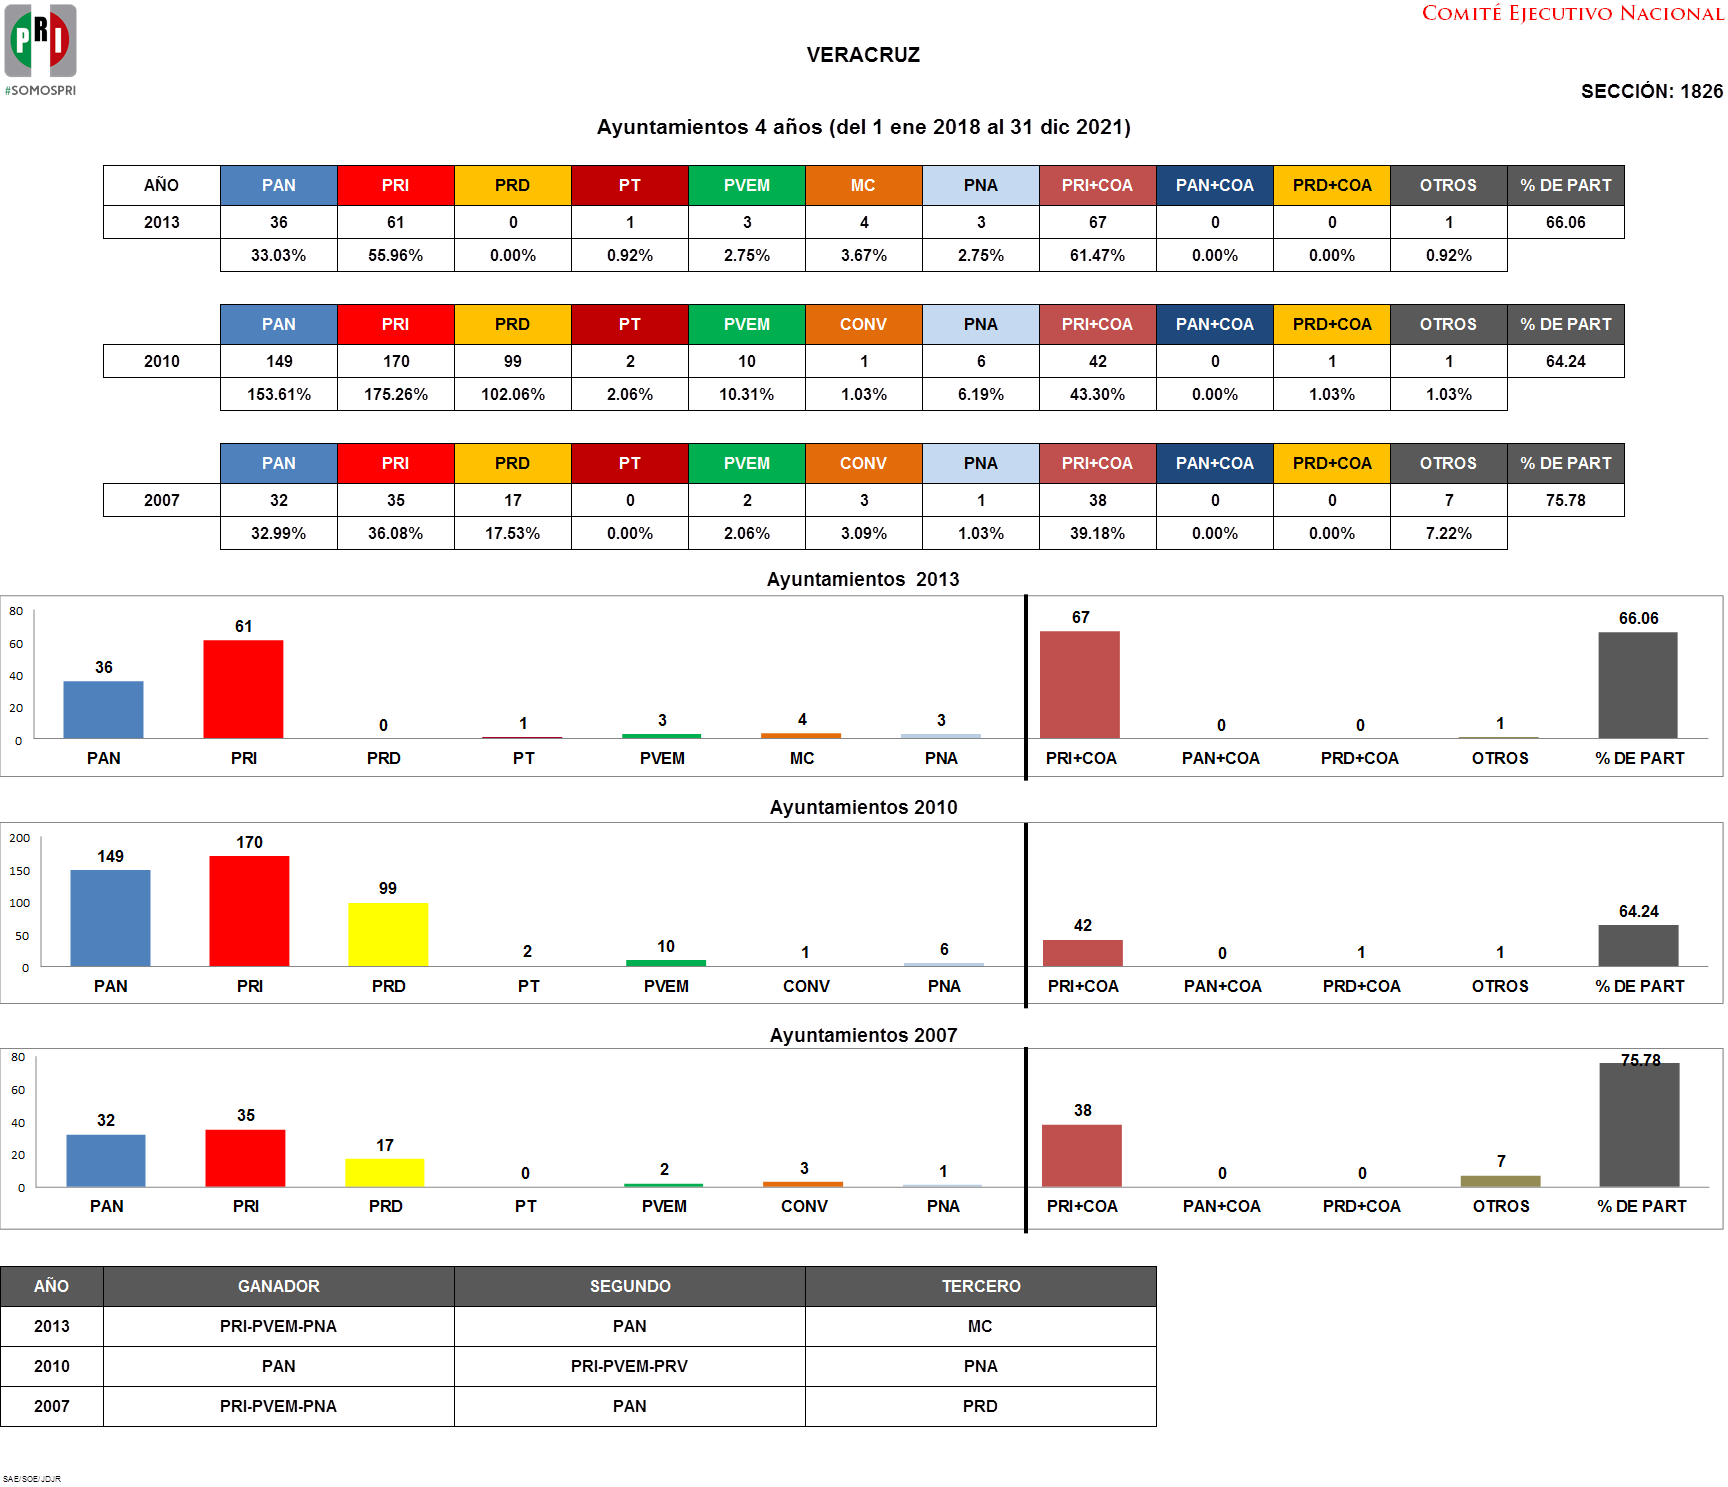 COMITÉ EJECUTIVO NACIONAL
PRI
#SOMOSPRI
VERACRUZ
SECCIÓN: 1826
Ayuntamientos 4 años (del 1 ene 2018 al 31 dic 2021)
AÑO PAN PRI PRD PT PVEM MC PNA PRI+COA PAN+COA PRD+COA OTROS % DE PART
2013 36 61 0 1 3 4 3 67 0 0 1 66.06
33.03% 55.96% 0.00% 0.92% 2.75% 3.67% 2.75% 61.47% 0.00% 0.00% 0.92%
PAN PRI PRD PT PVEM CONV PNA PRI+COA PAN+COA PRD+COA OTROS % DE PART
2010 149 170 99 2 10 1 6 42 0 1 1 64.24
153.61% 175.26% 102.06% 2.06% 10.31% 1.03% 6.19% 43.30% 0.00% 1.03% 1.03%
PAN PRI PRD PT PVEM CONV PNA PRI+COA PAN+COA PRD+COA OTROS % DE PART
2007 32 35 17 0 2 3 1 38 0 0 7 75.78
32.99% 36.08% 17.53% 0.00% 2.06% 3.09% 1.03% 39.18% 0.00% 0.00% 7.22%
Ayuntamientos 2013
80
60
40
20
0
36 61 0 1 3 4 3 67 0 0 1 66.06
PAN PRI PRD PT PVEM MC PNA PRI+COA PAN+COA PRD+COA OTROS % DE PART
Ayuntamientos 2010
200
150
100
50
0
149 170 99 2 10 1 6 42 0 1 1 64.24
PAN PRI PRD PT PVEM CONV PNA PRI+COA PAN+COA PRD+COA OTROS % DE PART
Ayuntamientos 2007
80
60
40
20
0
32 35 17 0 2 3 1 38 0 0 7 75.78
PAN PRI PRD PT PVEM CONV PNA PRI+COA PAN+COA PRD+COA OTROS % DE PART
AÑO GANADOR SEGUNDO TERCERO
2013 PRI-PVEM-PNA PAN MC
2010 PAN PRI-PVEM-PRV PNA
2007 PRI-PVEM-PNA PAN PRD
SAE/SOE/JDJR